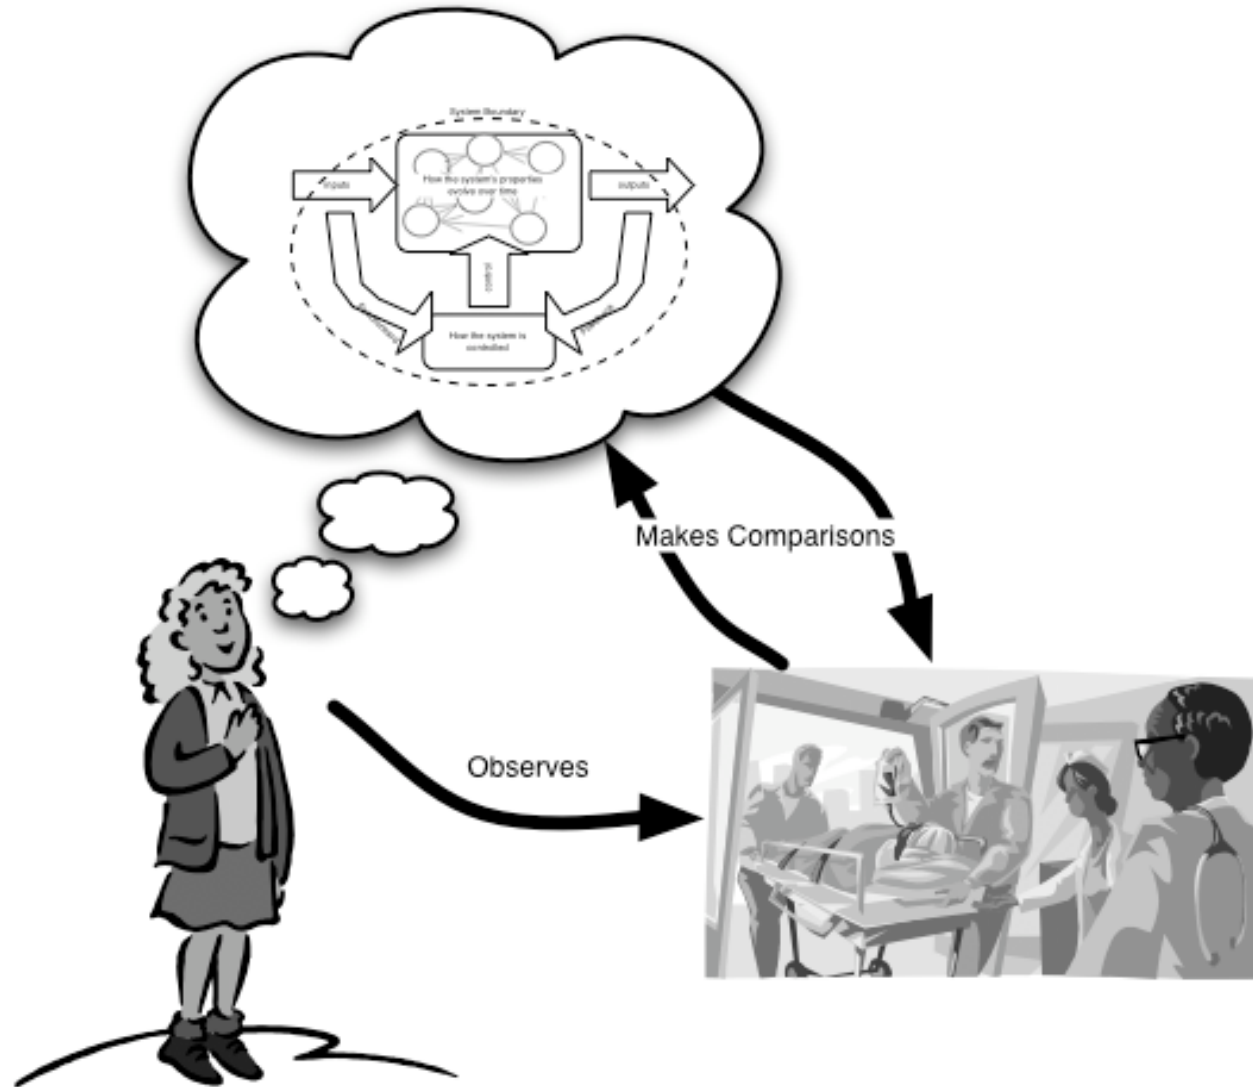 System Boundary
inputs
How the system's properties
evolve over time
outputs
control
Feedback
How the system is
controlled
Makes Comparisons
Observes